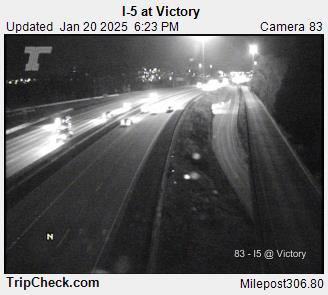 I-5 at Victory
Updated  Jan 20 2025  6:23 PM    Camera 83
T
N
83 - I5 @ Victory
TripCheck.com    Milepost306.80